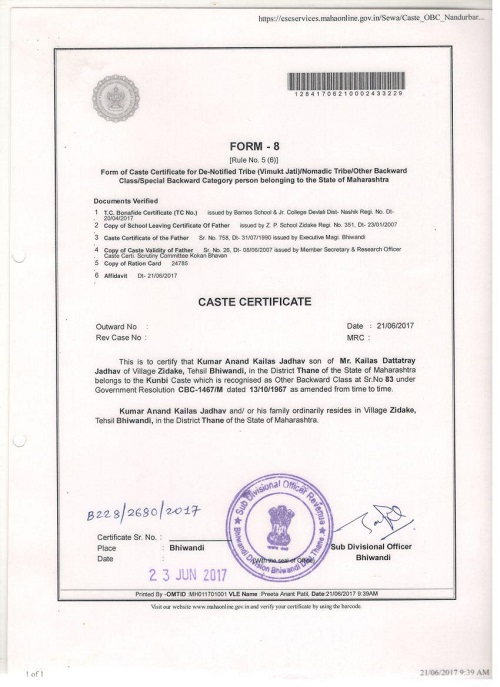 https://escservices.mahaonline.gov.in/Sewa/Caste_OBC_Nandurbar...
12841706210002433229
FORM - 8
[Rule No. 5 (6)]
Form of Caste Certificate for De-Notified Tribe (Vimukt Jati)/Nomadic Tribe/Other Backward
Class/Special Backward Category person belonging to the State of Maharashtra
Documents Verified
1 T.C. Bonafide Certificate (TC No.) issued by Barnes School & Jr. College Devlali Dist- Nashik Regi. No. Dt-
20/04/2017
2 Copy of School Leaving Certificate Of Father issued by Z. P. School Zidake Regi. No. 351, Dt- 23/01/2007
3 Caste Certificate of the Father Sr. No. 758, Dt- 31/07/1990 issued by Executive Magi. Bhiwandi
4 Copy of Caste Validity of Father Sr. No. 26, Dt- 08/06/2007 issued by Member Secretary & Research Officer
Caste Certi. Scrutiny Committee Kokan Bhavan
5 Copy of Ration Card 24785
6 Affidavit Dt- 21/06/2017
CASTE CERTIFICATE
Outward No :
Date : 21/06/2017
Rev Case No :
MRC :
This is to certify that Kumar Anand Kailas Jadhav son of Mr. Kailas Dattatray
Jadhav of Village Zidake, Tehsil Bhiwandi, in the District Thane of the State of Maharashtra
belongs to the Kunbi Caste which is recognised as Other Backward Class at Sr.No 83 under
Government Resolution CBC-1467/M dated 13/10/1967 as amended from time to time.
Kumar Anand Kailas Jadhav and/ or his family ordinarily resides in Village Zidake,
Tehsil Bhiwandi, in the District Thane of the State of Maharashtra.
B228/2680/2017
Sub Divisional Officer Revenue
Bhiwandi Division Bhiwandi Dist. Thane
Certificate Sr. No. :
Place : Bhiwandi
Date :
(With the seal of Office)
Sub Divisional Officer
Bhiwandi
23 JUN 2017
Printed By -OMTID :MH011701001 VLE Name :Preeta Anant Patil, Date:21/06/2017 9:39AM
Visit our website www.mahaonline.gov.in and verify your certificate by using the barcode.
1 of 1
21/06/2017 9:39 AM